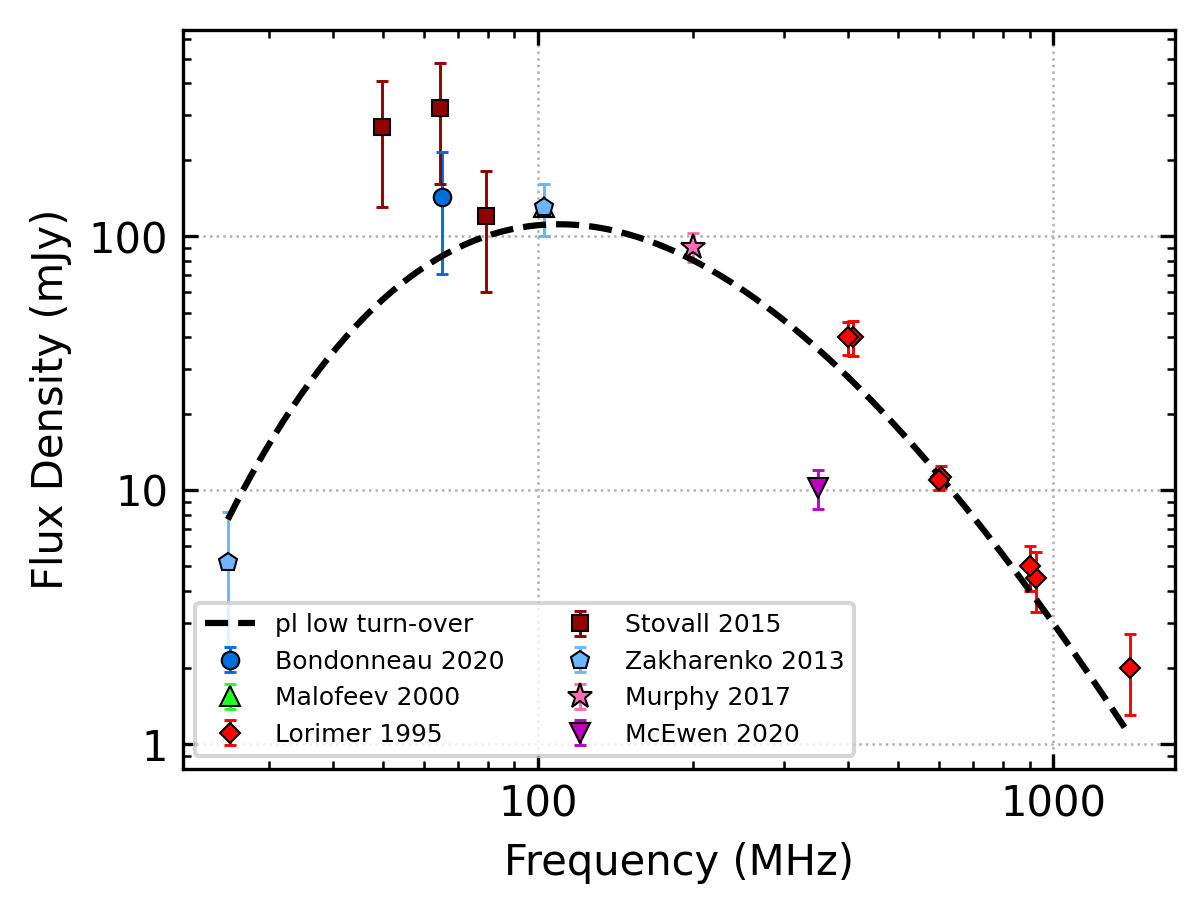 Flux Density (mJy)
100
10
1
pl low turn-over
Bondonneau 2020
Malofeev 2000
Lorimer 1995
Stovall 2015
Zakharenko 2013
Murphy 2017
McEwen 2020
100
1000
Frequency (MHz)